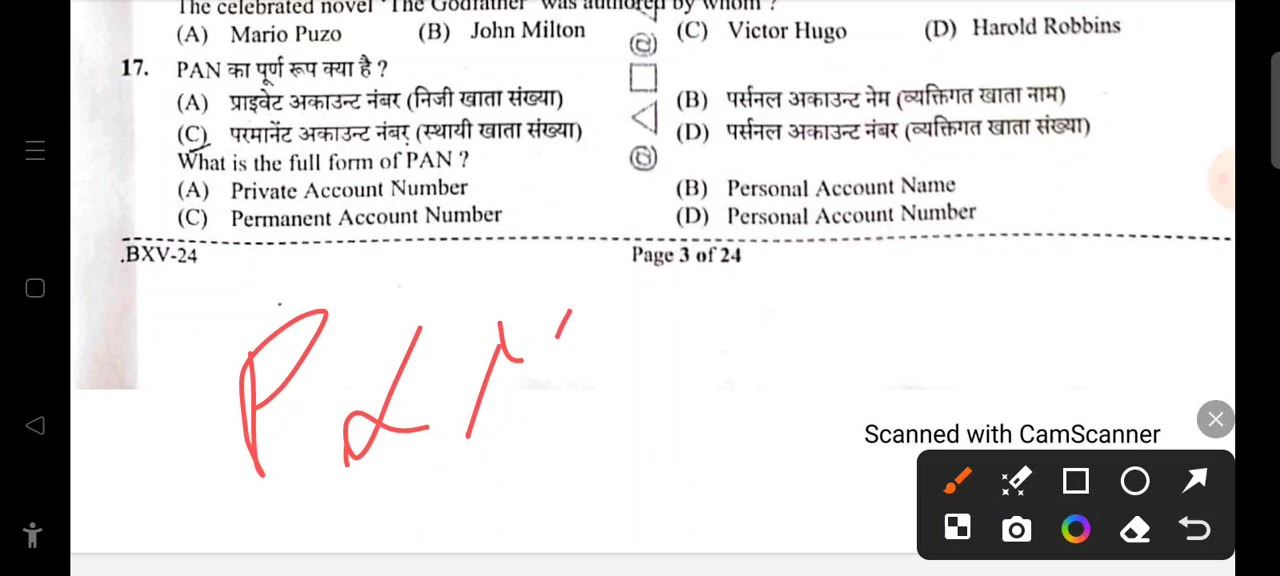 The celebrated novel 'The Godfather' was authored by whom ?
(A) Mario Puzo (B) John Milton (C) Victor Hugo (D) Harold Robbins
17. PAN का पूर्ण रूप क्या है ?
(A) प्राइवेट अकाउन्ट नंबर (निजी खाता संख्या) (B) पर्सनल अकाउन्ट नेम (व्यक्तिगत खाता नाम)
(C) परमानेंट अकाउन्ट नंबर (स्थायी खाता संख्या) (D) पर्सनल अकाउन्ट नंबर (व्यक्तिगत खाता संख्या)
What is the full form of PAN ?
(A) Private Account Number (B) Personal Account Name
(C) Permanent Account Number (D) Personal Account Number
.BXV-24 Page 3 of 24
Scanned with CamScanner